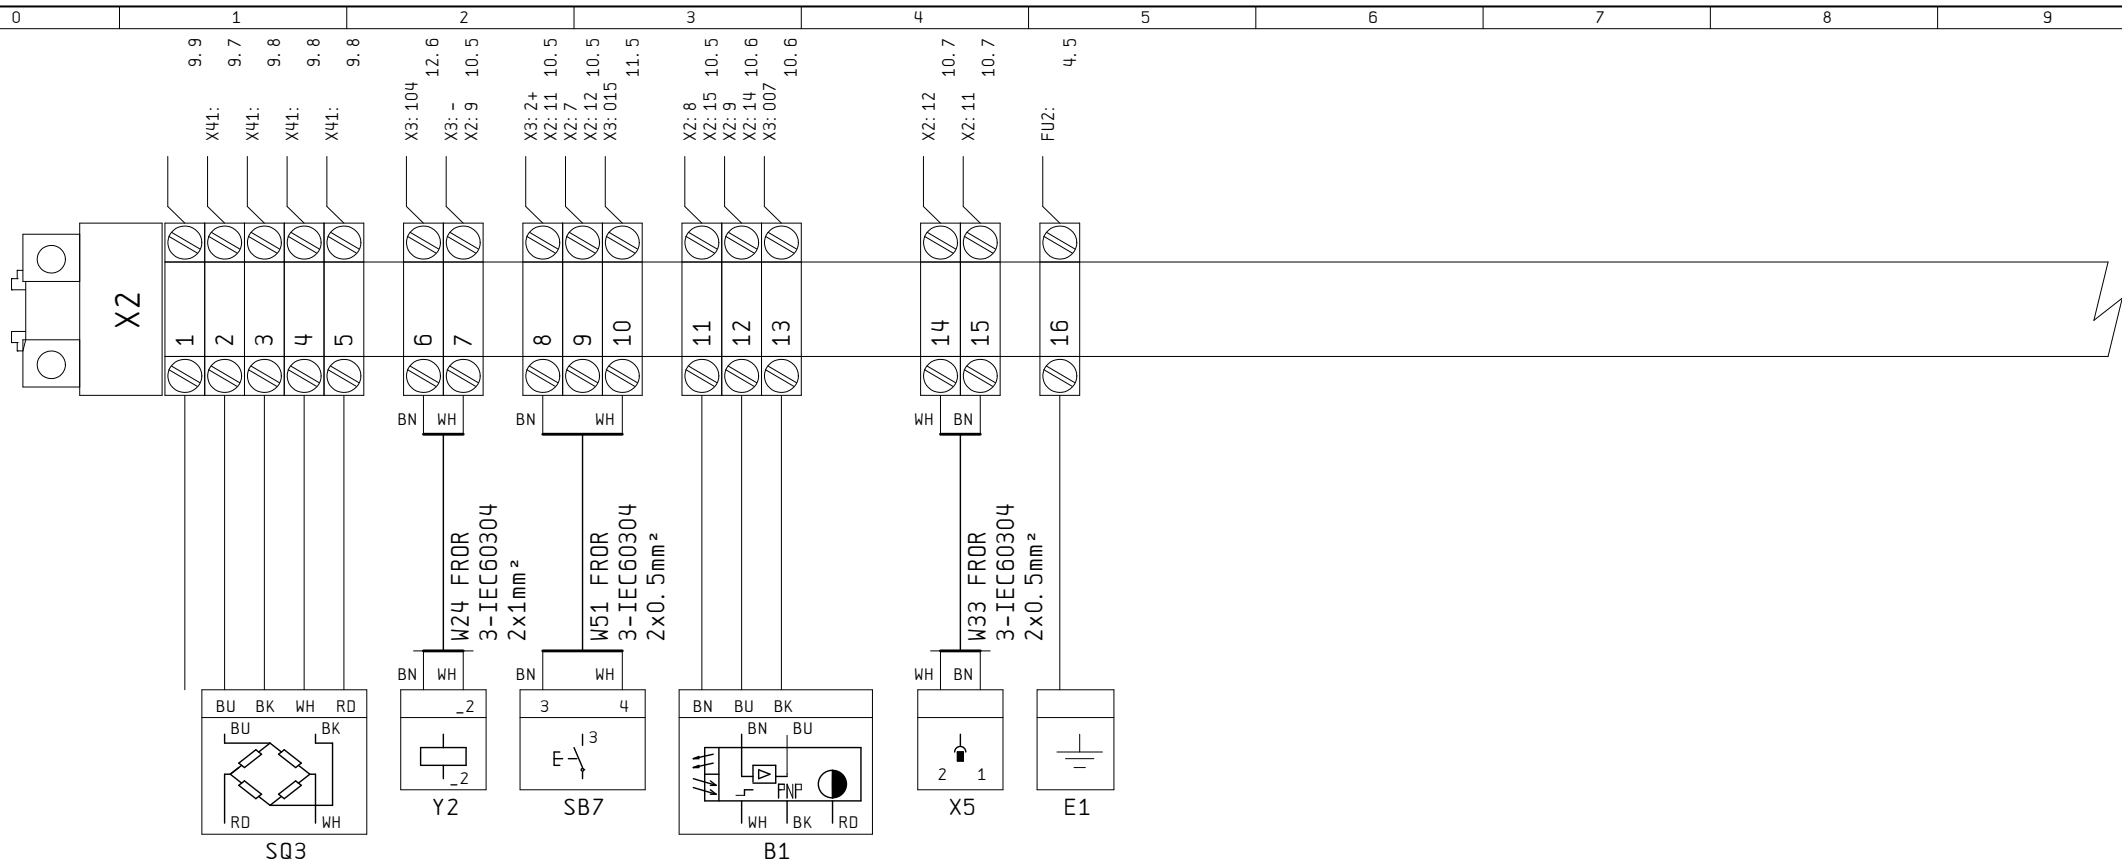 0 1 2 3 4 5 6 7 8 9
9.9 9.7 9.8 9.8 9.8 12.6 10.5 10.5 10.5 11.5 10.5 10.6 10.6 10.7 10.7 4.5
X41:
X41:
X41:
X41:
X3:104
X3:-
X2:9
X3:2+
X2:11
X2:7
X2:12
X3:015
X2:8
X2:15
X2:9
X2:14
X3:007
X2:12
X2:11
FU2:
X2
1 2 3 4 5 6 7 8 9 10 11 12 13 14 15 16
BN WH BN WH WH BN
W24 FROR
3-IEC60304
2x1mm²
W51 FROR
3-IEC60304
2x0.5mm²
W33 FROR
3-IEC60304
2x0.5mm²
BN WH BN WH WH BN
BU BK WH RD _2 3 4 BN BU BK
BU BK
RD WH
SQ3
_2
Y2
3
SB7
BN BU
PNP
WH BK RD
B1
2 1
X5
E1